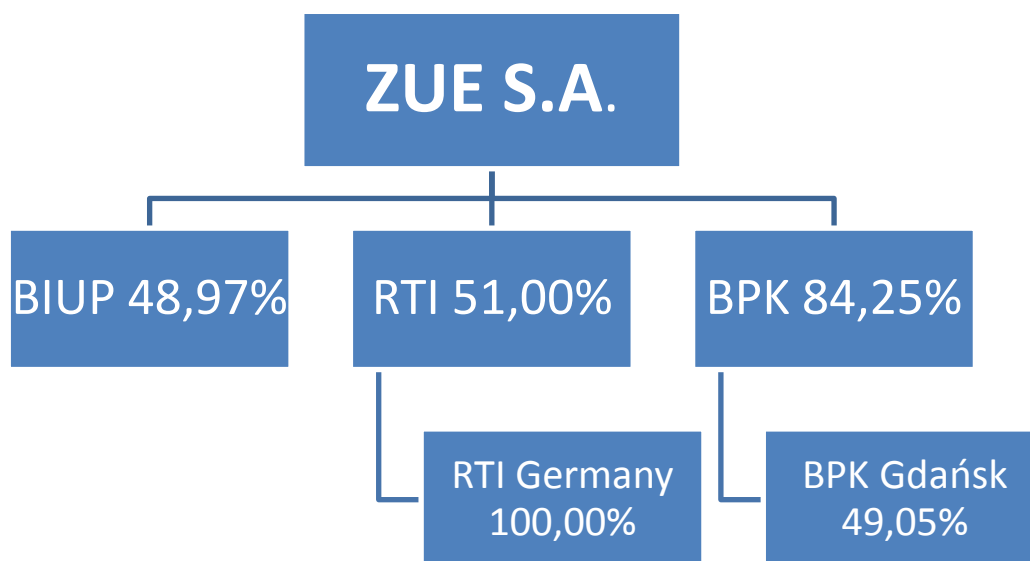 ZUE S.A.
BIUP 48,97%
RTI 51,00%
BPK 84,25%
RTI Germany
100,00%
BPK Gdańsk
49,05%